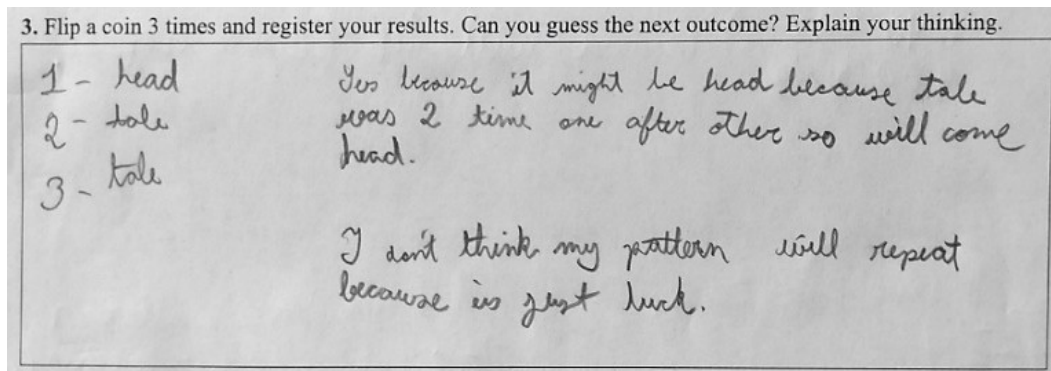 3. Flip a coin 3 times and register your results. Can you guess the next outcome? Explain your thinking.
1 - head
2 - tale
3 - tale
Yes because it might be head because tale
was 2 time one after other so will come
head.
I don't think my pattern will repeat
because is just luck.